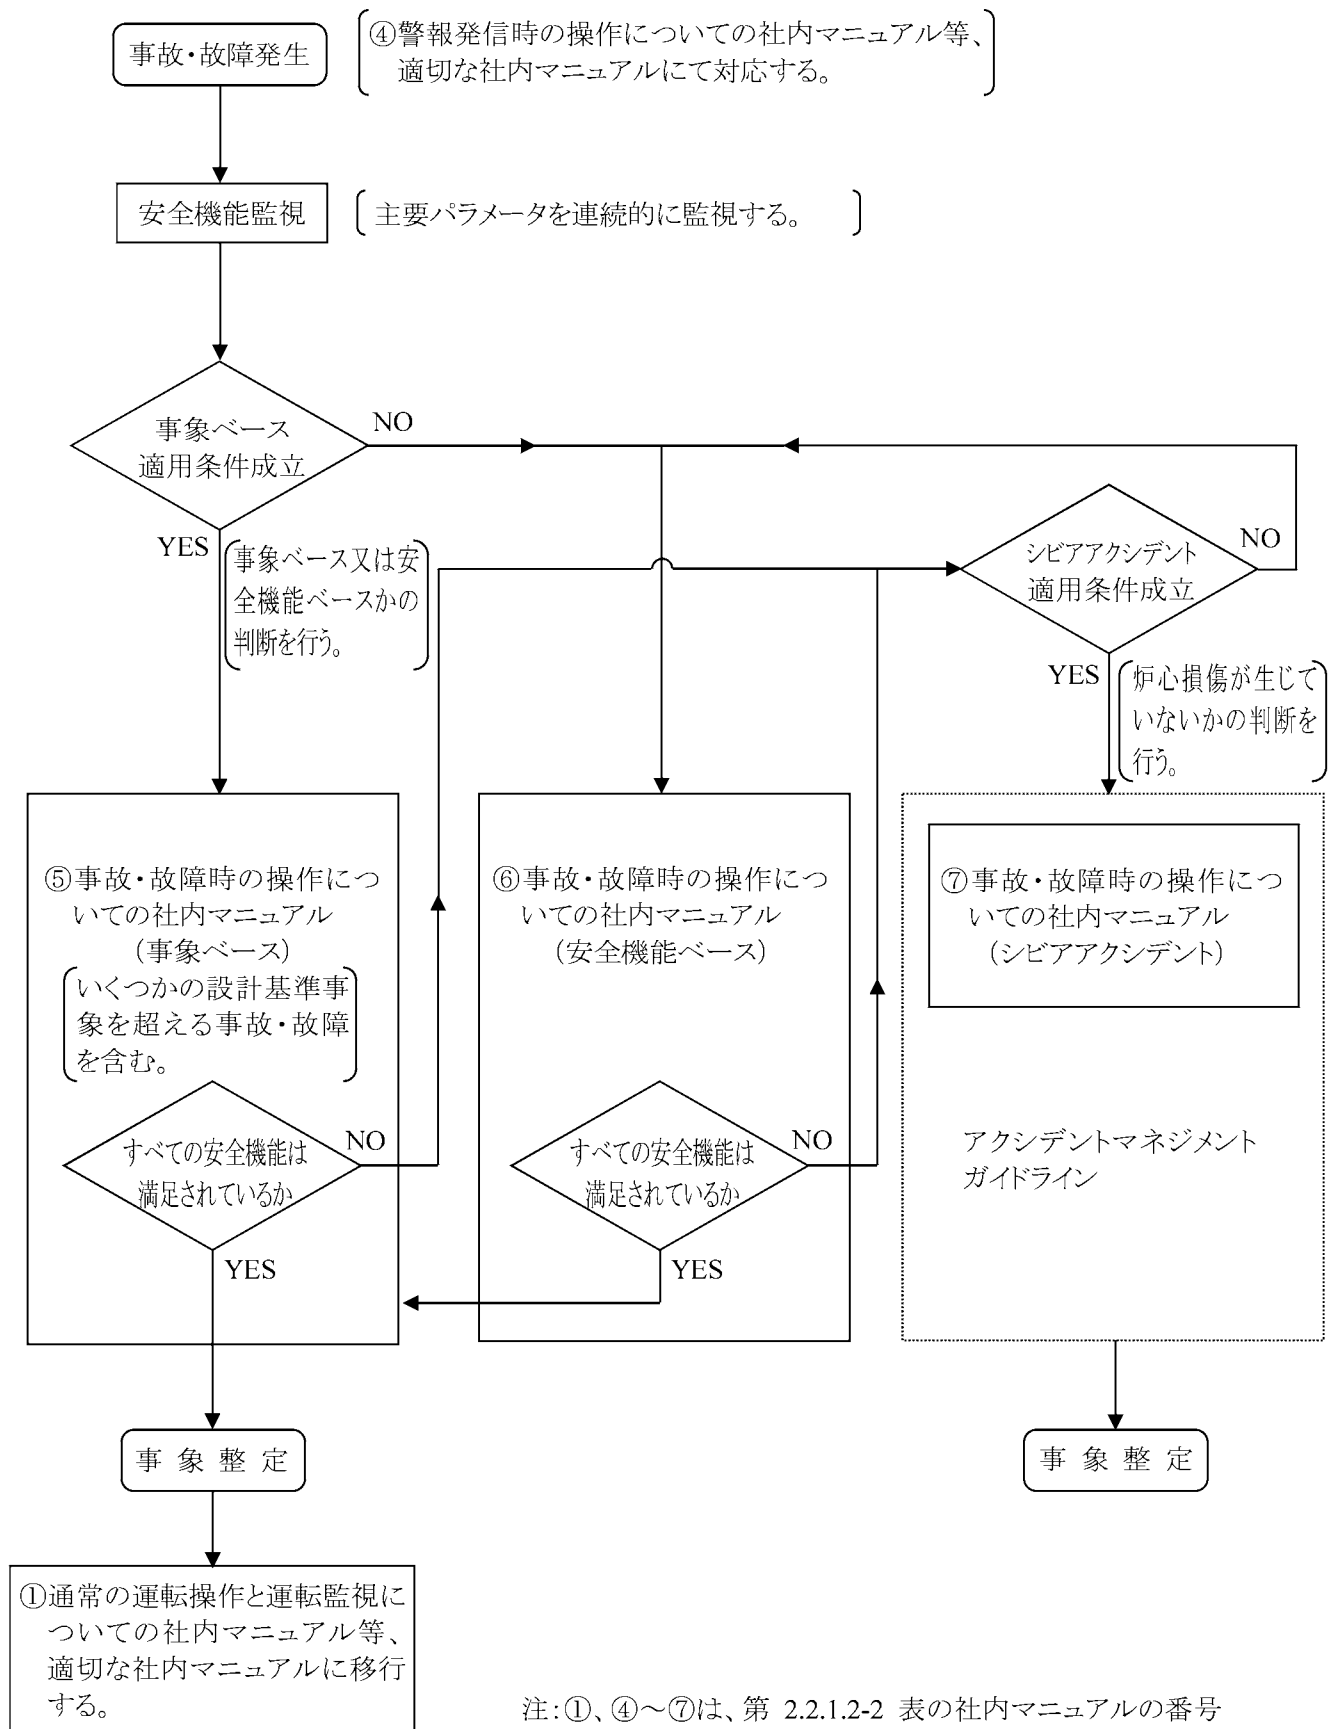 事故・故障発生
④警報発信時の操作についての社内マニュアル等、
適切な社内マニュアルにて対応する。
安全機能監視
主要パラメータを連続的に監視する。
事象ベース
適用条件成立
NO
YES
事象ベース又は安
全機能ベースかの
判断を行う。
シビアアクシデント
適用条件成立
NO
YES
炉心損傷が生じて
いないかの判断を
行う。
⑤事故・故障時の操作につ
いての社内マニュアル
（事象ベース）
いくつかの設計基準事
象を超える事故・故障
を含む。
すべての安全機能は
満足されているか
NO
YES
⑥事故・故障時の操作につ
いての社内マニュアル
（安全機能ベース）
すべての安全機能は
満足されているか
NO
YES
⑦事故・故障時の操作につ
いての社内マニュアル
（シビアアクシデント）
アクシデントマネジメント
ガイドライン
事 象 整 定
事 象 整 定
①通常の運転操作と運転監視に
ついての社内マニュアル等、
適切な社内マニュアルに移行
する。
注：①、④～⑦は、第 2.2.1.2-2 表の社内マニュアルの番号